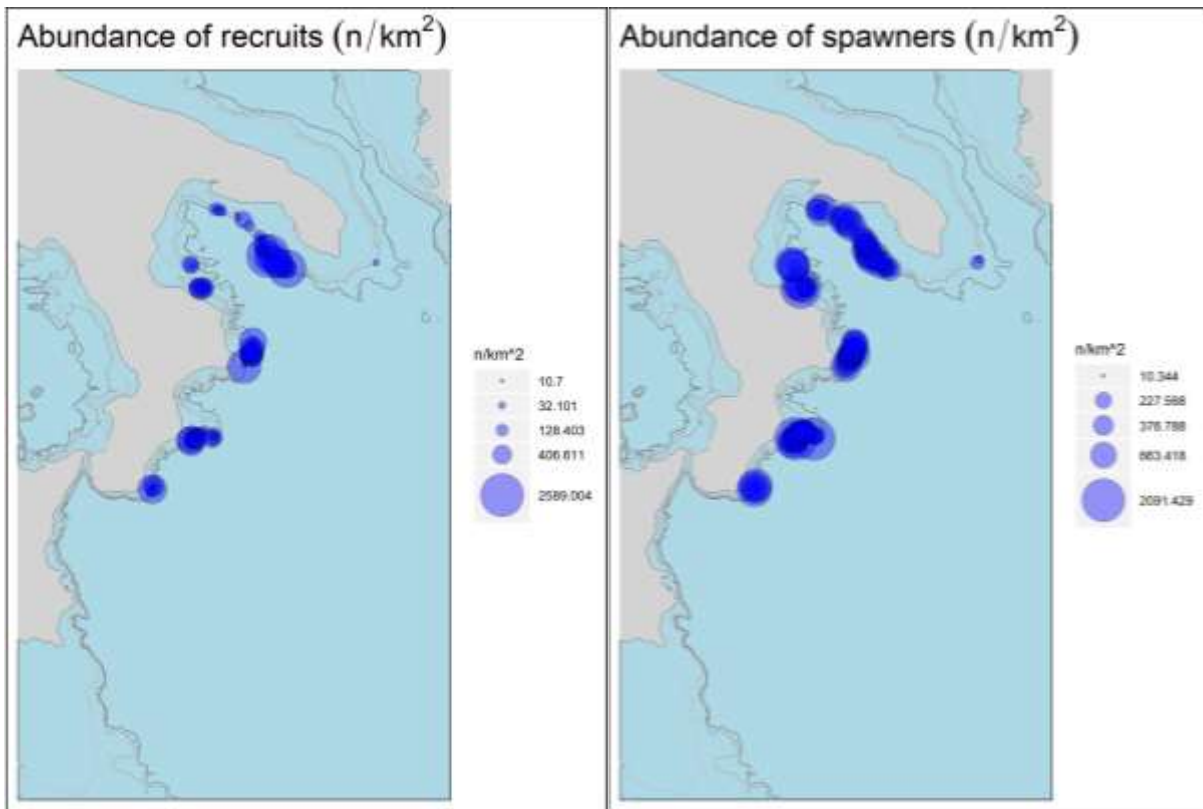 Abundance of recruits (n/km²)
n/km^2
10.7
32.101
128.403
406.611
2589.004
Abundance of spawners (n/km²)
n/km^2
10.344
227.568
376.788
663.418
2091.429